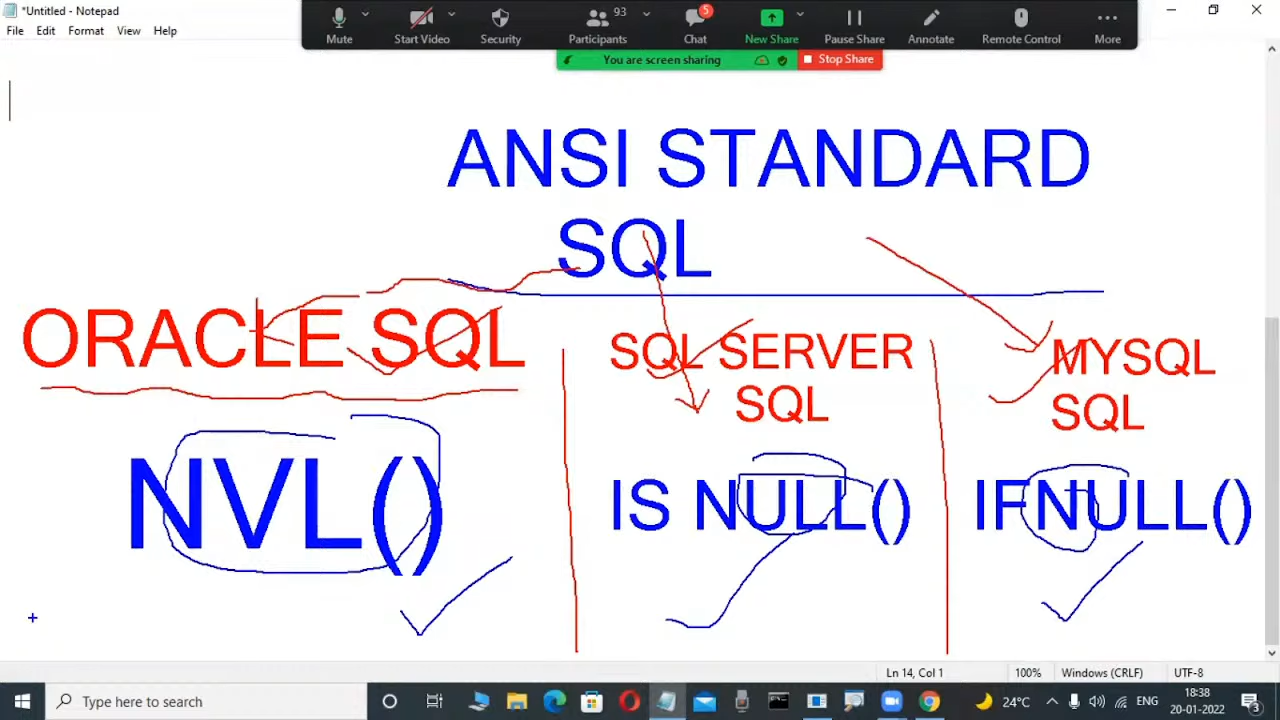 *Untitled - Notepad
File Edit Format View Help
Mute Start Video Security Participants 93 Chat 5 New Share Pause Share Annotate Remote Control More
You are screen sharing Stop Share
ANSI STANDARD
SQL
ORACLE SQL
SQL SERVER
SQL
MYSQL
SQL
NVL()
IS NULL()
IFNULL()
Ln 14, Col 1 100% Windows (CRLF) UTF-8
Type here to search
24°C ENG 18:38
20-01-2022 3